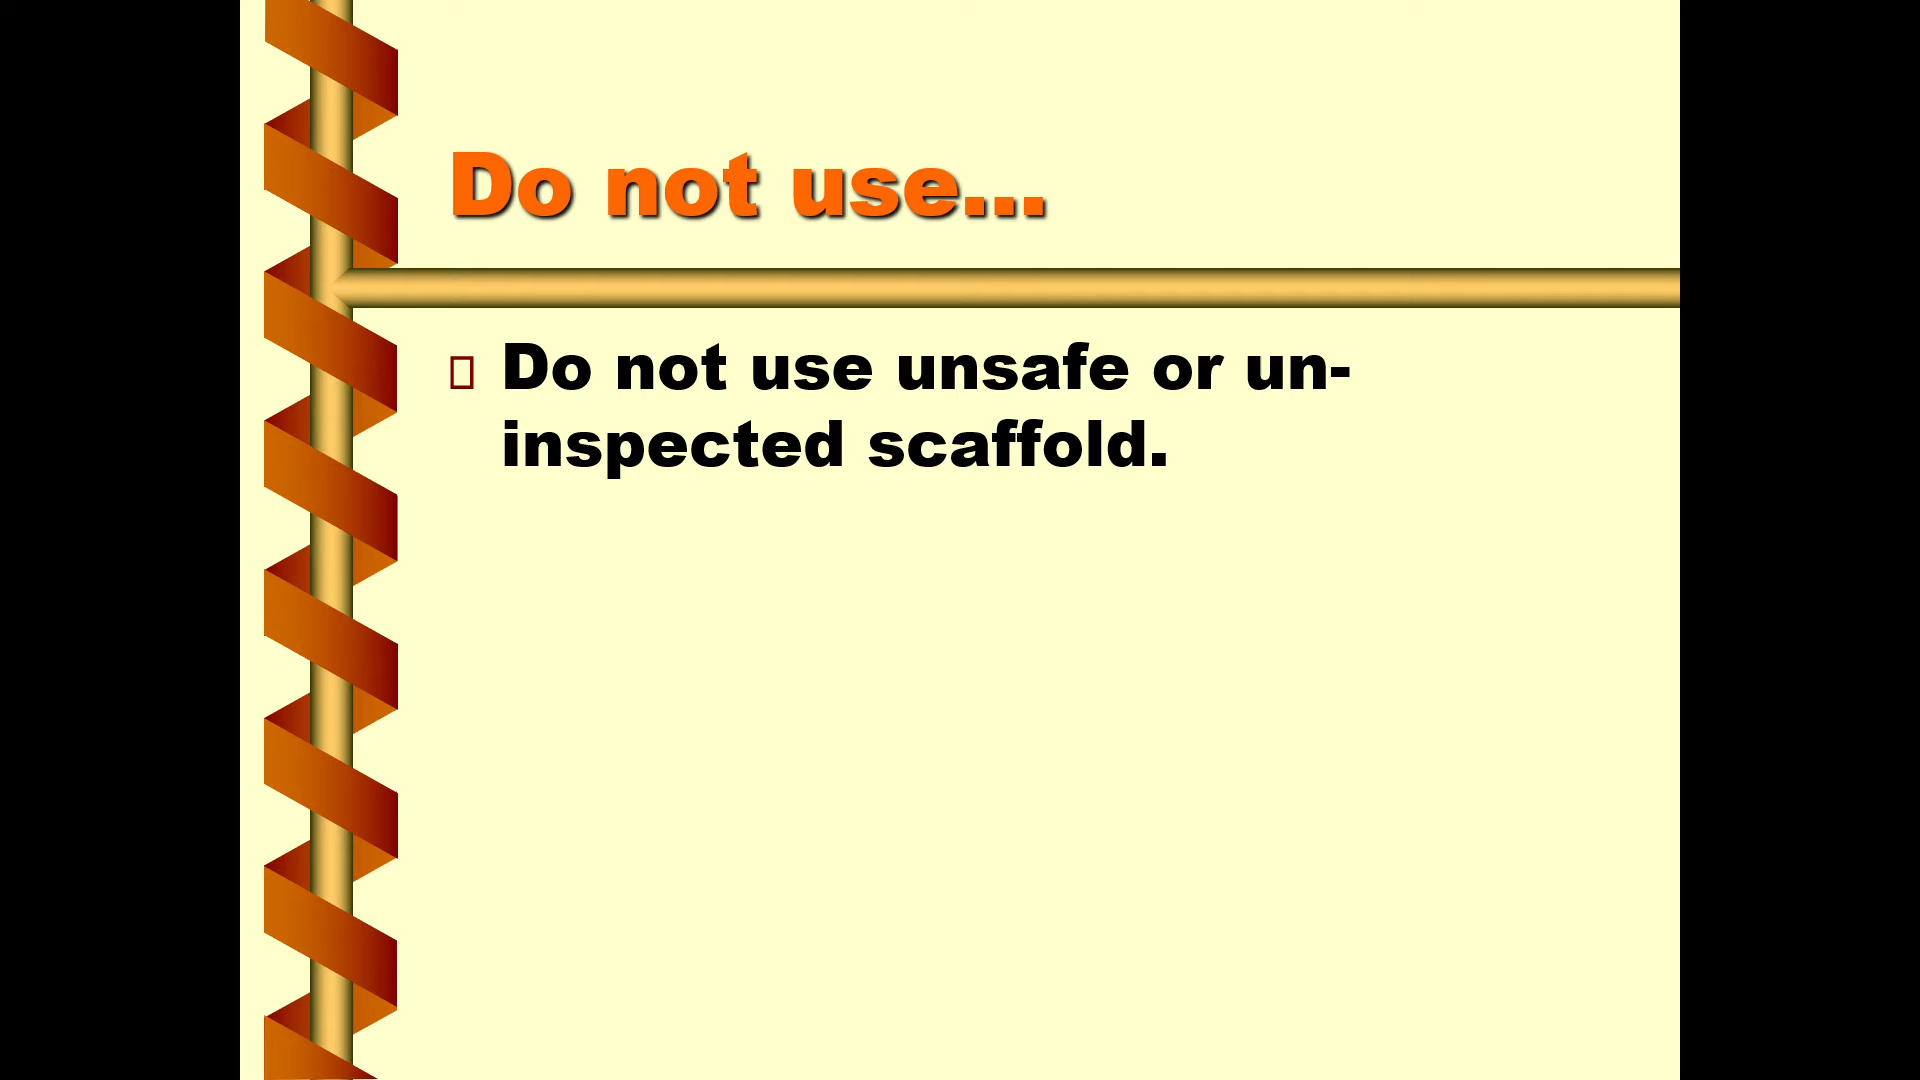 Do not use...
Do not use unsafe or un-
inspected scaffold.